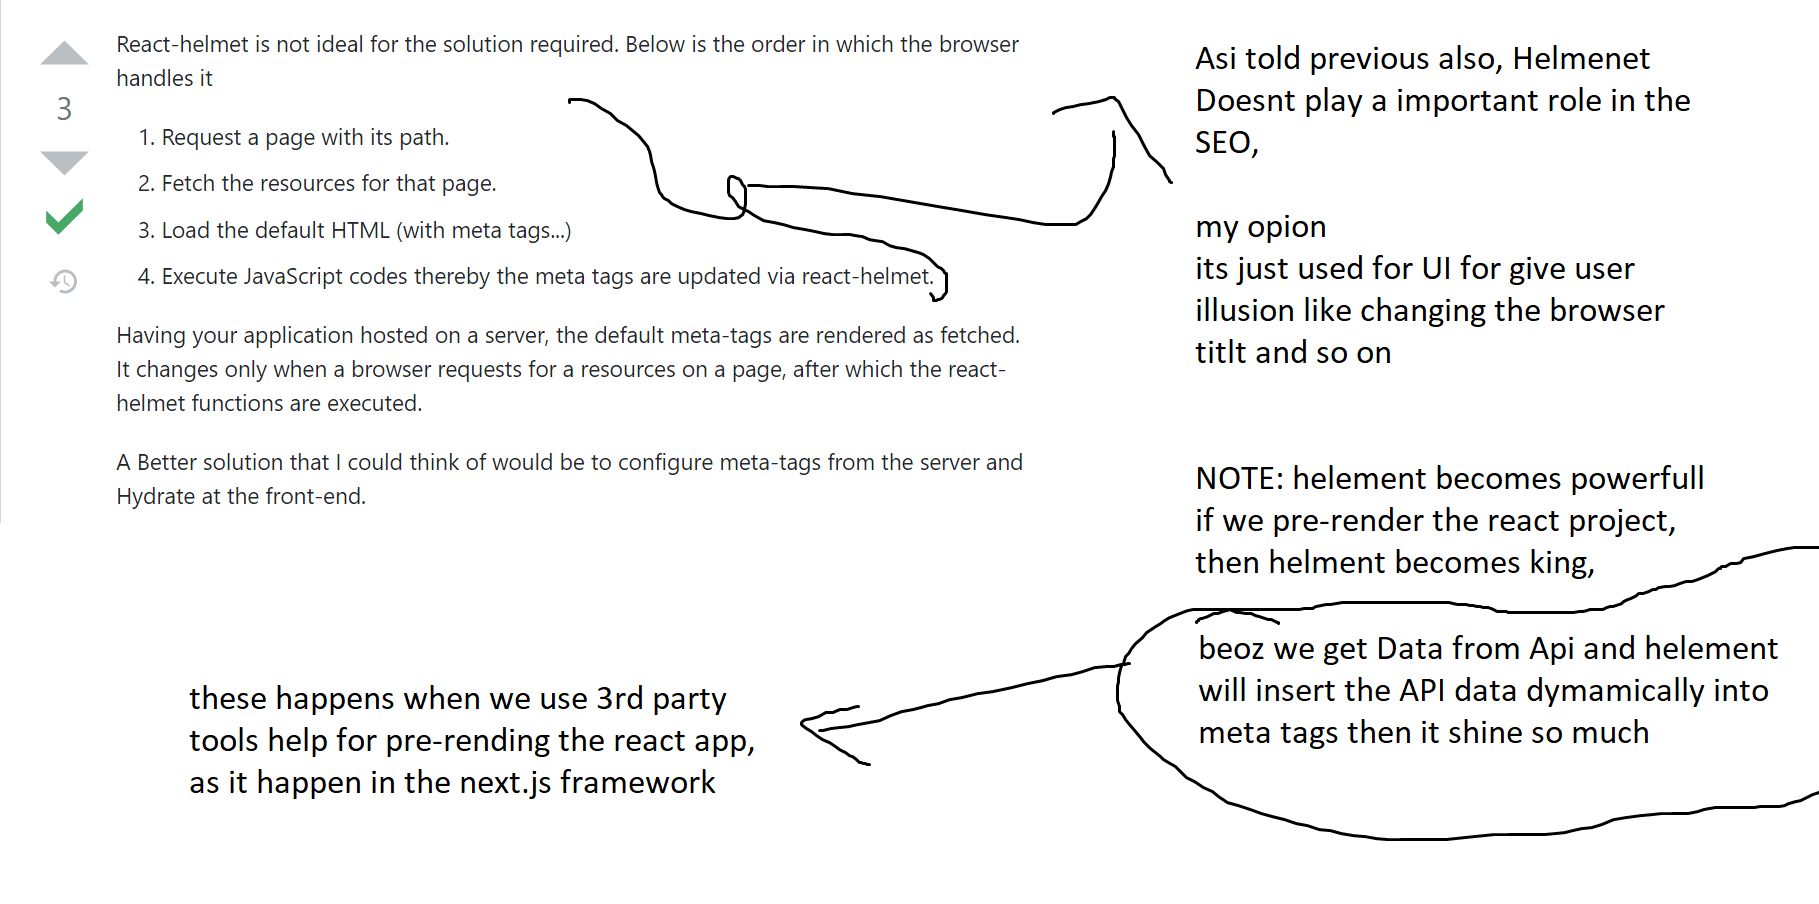 React-helmet is not ideal for the solution required. Below is the order in which the browser
handles it
3
1. Request a page with its path.
2. Fetch the resources for that page.
3. Load the default HTML (with meta tags...)
4. Execute JavaScript codes thereby the meta tags are updated via react-helmet.
Having your application hosted on a server, the default meta-tags are rendered as fetched.
It changes only when a browser requests for a resources on a page, after which the react-
helmet functions are executed.
A Better solution that I could think of would be to configure meta-tags from the server and
Hydrate at the front-end.
Asi told previous also, Helmenet
Doesnt play a important role in the
SEO,
my opion
its just used for UI for give user
illusion like changing the browser
titlt and so on
NOTE: helement becomes powerfull
if we pre-render the react project,
then helment becomes king,
beoz we get Data from Api and helement
will insert the API data dymamically into
meta tags then it shine so much
these happens when we use 3rd party
tools help for pre-rending the react app,
as it happen in the next.js framework